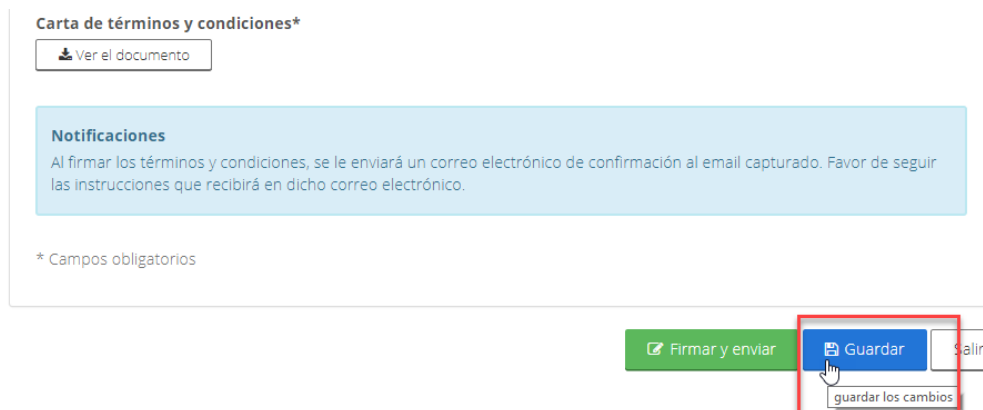 Carta de términos y condiciones*
Ver el documento
Notificaciones
Al firmar los términos y condiciones, se le enviará un correo electrónico de confirmación al email capturado. Favor de seguir
las instrucciones que recibirá en dicho correo electrónico.
* Campos obligatorios
Firmar y enviar
Guardar
Salir
guardar los cambios